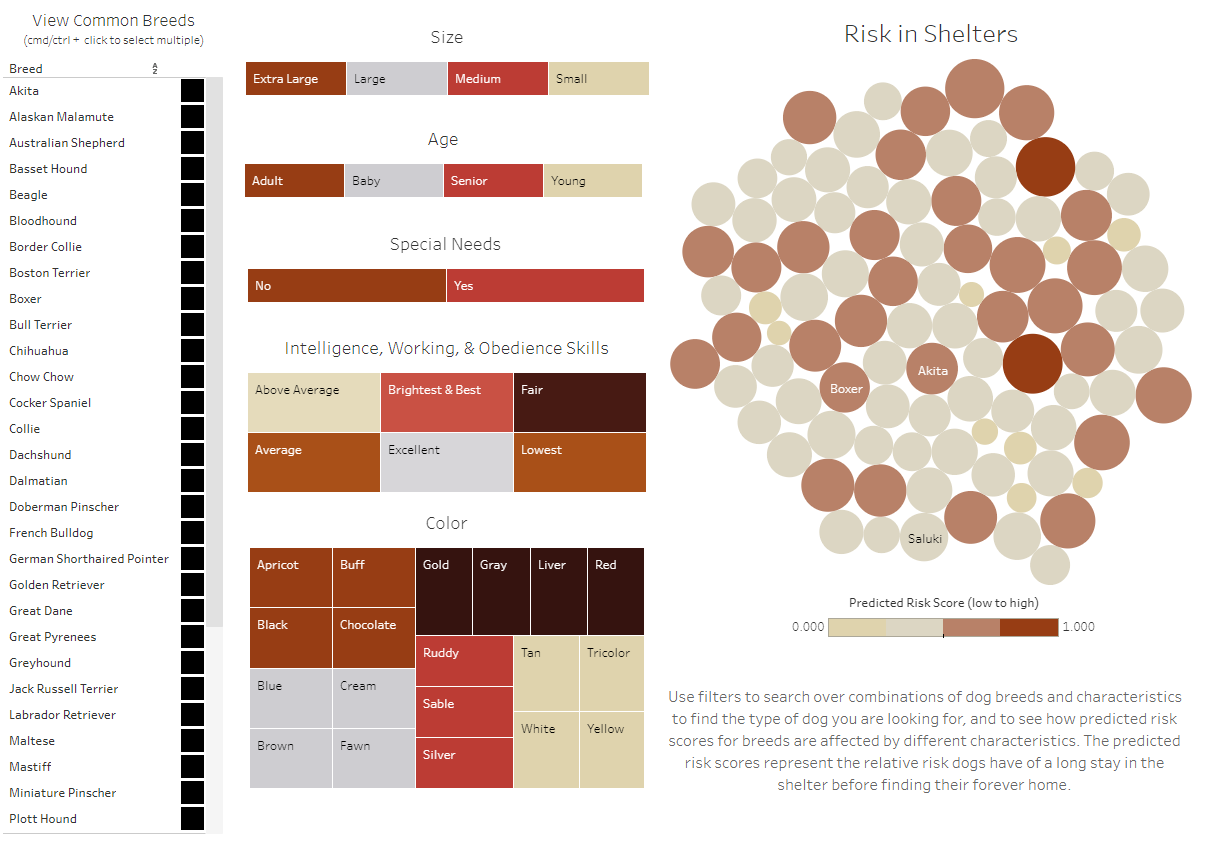 View Common Breeds
(cmd/ctrl + click to select multiple)
Breed
A
Z
Akita
Alaskan Malamute
Australian Shepherd
Basset Hound
Beagle
Bloodhound
Border Collie
Boston Terrier
Boxer
Bull Terrier
Chihuahua
Chow Chow
Cocker Spaniel
Collie
Dachshund
Dalmatian
Doberman Pinscher
French Bulldog
German Shorthaired Pointer
Golden Retriever
Great Dane
Great Pyrenees
Greyhound
Jack Russell Terrier
Labrador Retriever
Maltese
Mastiff
Miniature Pinscher
Plott Hound
Size
Extra Large Large Medium Small
Age
Adult Baby Senior Young
Special Needs
No Yes
Intelligence, Working, & Obedience Skills
Above Average Brightest & Best Fair
Average Excellent Lowest
Color
Apricot Buff Gold Gray Liver Red
Black Chocolate
Ruddy Tan Tricolor
Blue Cream
Sable
White Yellow
Brown Fawn
Silver
Risk in Shelters
Akita
Boxer
Saluki
Predicted Risk Score (low to high)
0.000 1.000
Use filters to search over combinations of dog breeds and characteristics
to find the type of dog you are looking for, and to see how predicted risk
scores for breeds are affected by different characteristics. The predicted
risk scores represent the relative risk dogs have of a long stay in the
shelter before finding their forever home.